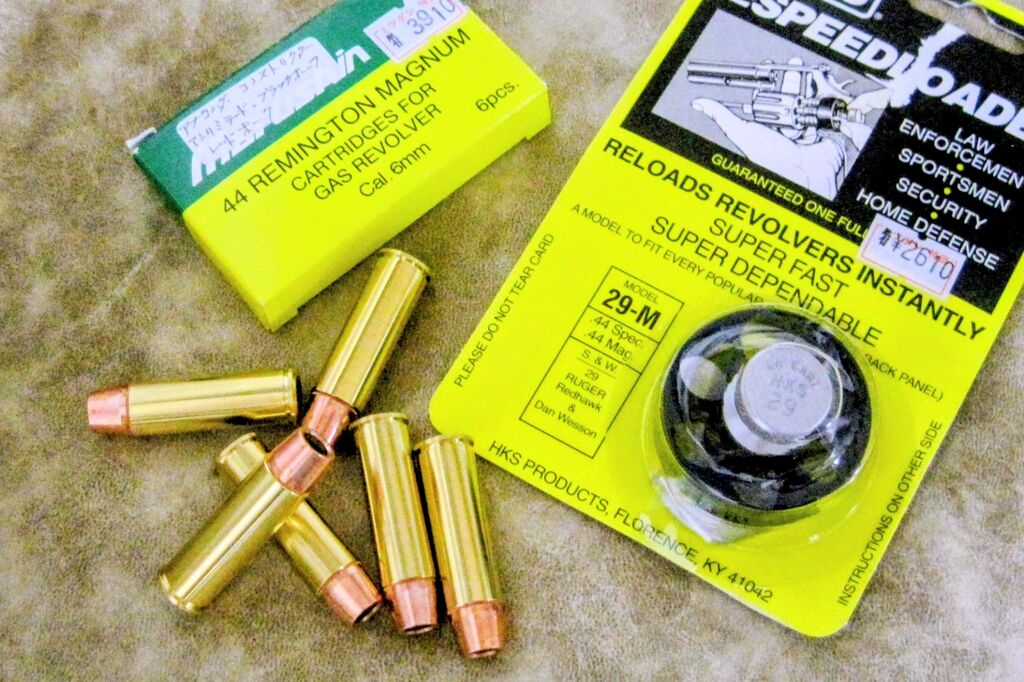 3910
44 REMINGTON MAGNUM
CARTRIDGES FOR
GAS REVOLVER
Cal. 6mm
6pcs.
SPEEDLOADE
LAW
ENFORCEMEN
SPORTSMEN
SECURITY
HOME DEFENSE
GUARANTEED ONE FULL
¥2610
RELOADS REVOLVERS INSTANTLY
SUPER FAST
SUPER DEPENDABLE
A MODEL TO FIT EVERY POPULAR
BACK PANEL)
PLEASE DO NOT TEAR CARD
MODEL
29-M
.44 Spec.
.44 Mag.
S. & W.
29
RUGER
Redhawk
&
Dan Wesson
HKS
29
HKS PRODUCTS, FLORENCE, KY 41042
INSTRUCTIONS ON OTHER SIDE